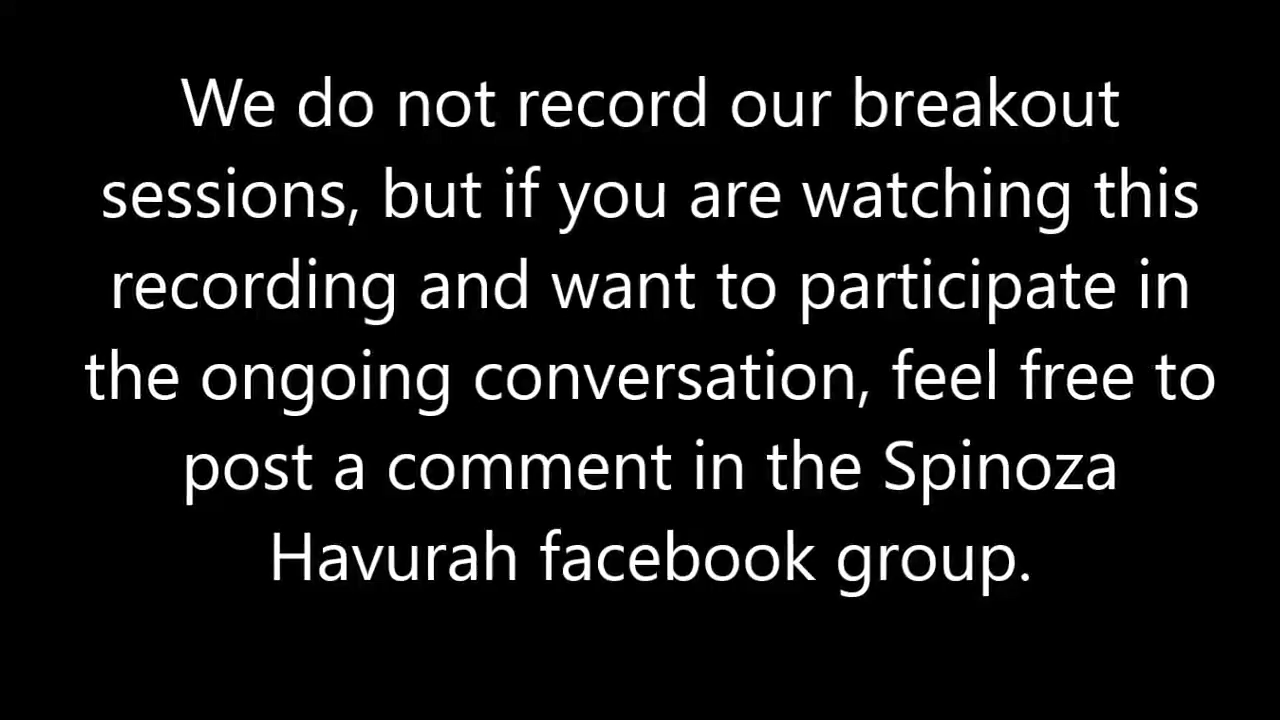 We do not record our breakout
sessions, but if you are watching this
recording and want to participate in
the ongoing conversation, feel free to
post a comment in the Spinoza
Havurah facebook group.